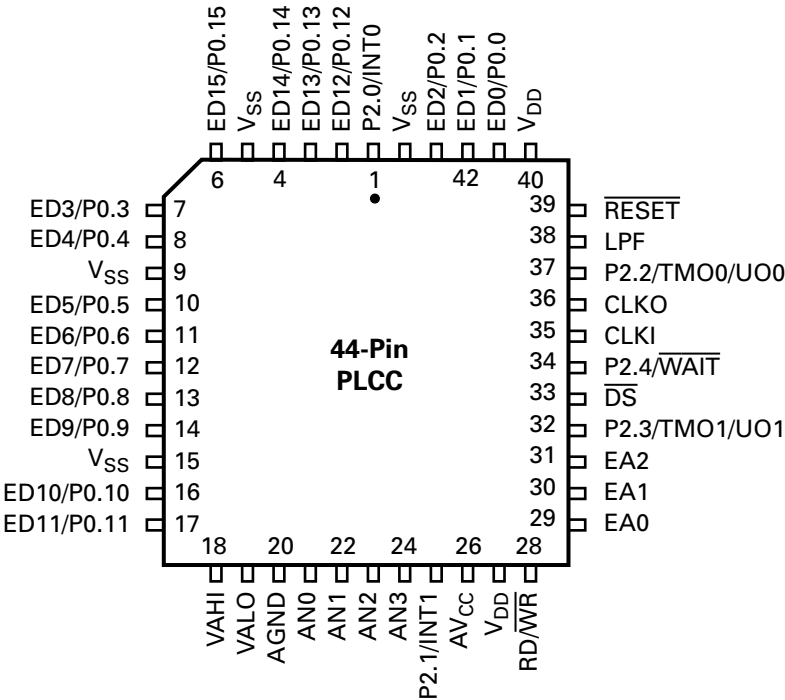 ED15/P0.15
VSS
ED14/P0.14
ED13/P0.13
ED12/P0.12
P2.0/INT0
VSS
ED2/P0.2
ED1/P0.1
ED0/P0.0
VDD
6
4
1
42
40
ED3/P0.3 7
ED4/P0.4 8
VSS 9
ED5/P0.5 10
ED6/P0.6 11
ED7/P0.7 12
ED8/P0.8 13
ED9/P0.9 14
VSS 15
ED10/P0.10 16
ED11/P0.11 17
44-Pin
PLCC
39 RESET
38 LPF
37 P2.2/TMO0/UO0
36 CLKO
35 CLKI
34 P2.4/WAIT
33 DS
32 P2.3/TMO1/UO1
31 EA2
30 EA1
29 EA0
18
20
22
24
26
28
VAHI
VALO
AGND
AN0
AN1
AN2
AN3
P2.1/INT1
AVCC
VDD
RD/WR